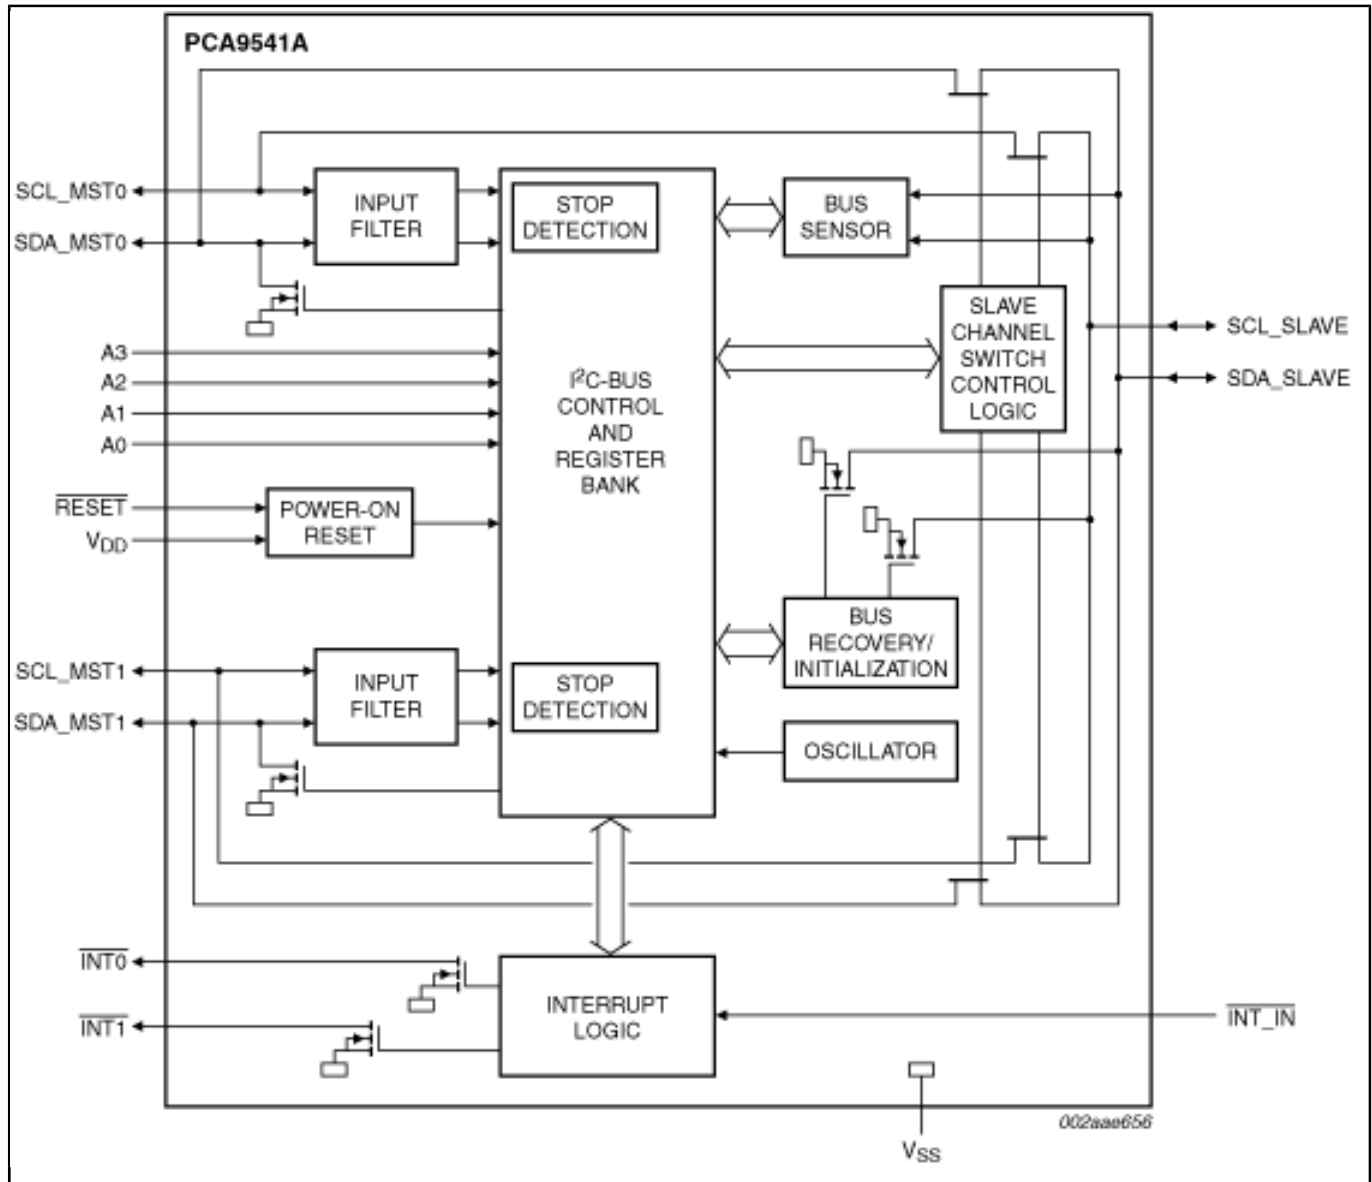 PCA9541A
SCL_MST0
SDA_MST0
INPUT
FILTER
STOP
DETECTION
BUS
SENSOR
A3
A2
A1
A0
I²C-BUS
CONTROL
AND
REGISTER
BANK
SLAVE
CHANNEL
SWITCH
CONTROL
LOGIC
SCL_SLAVE
SDA_SLAVE
RESET
VDD
POWER-ON
RESET
SCL_MST1
SDA_MST1
INPUT
FILTER
STOP
DETECTION
BUS
RECOVERY/
INITIALIZATION
OSCILLATOR
INT0
INT1
INTERRUPT
LOGIC
INT_IN
VSS
002aae656